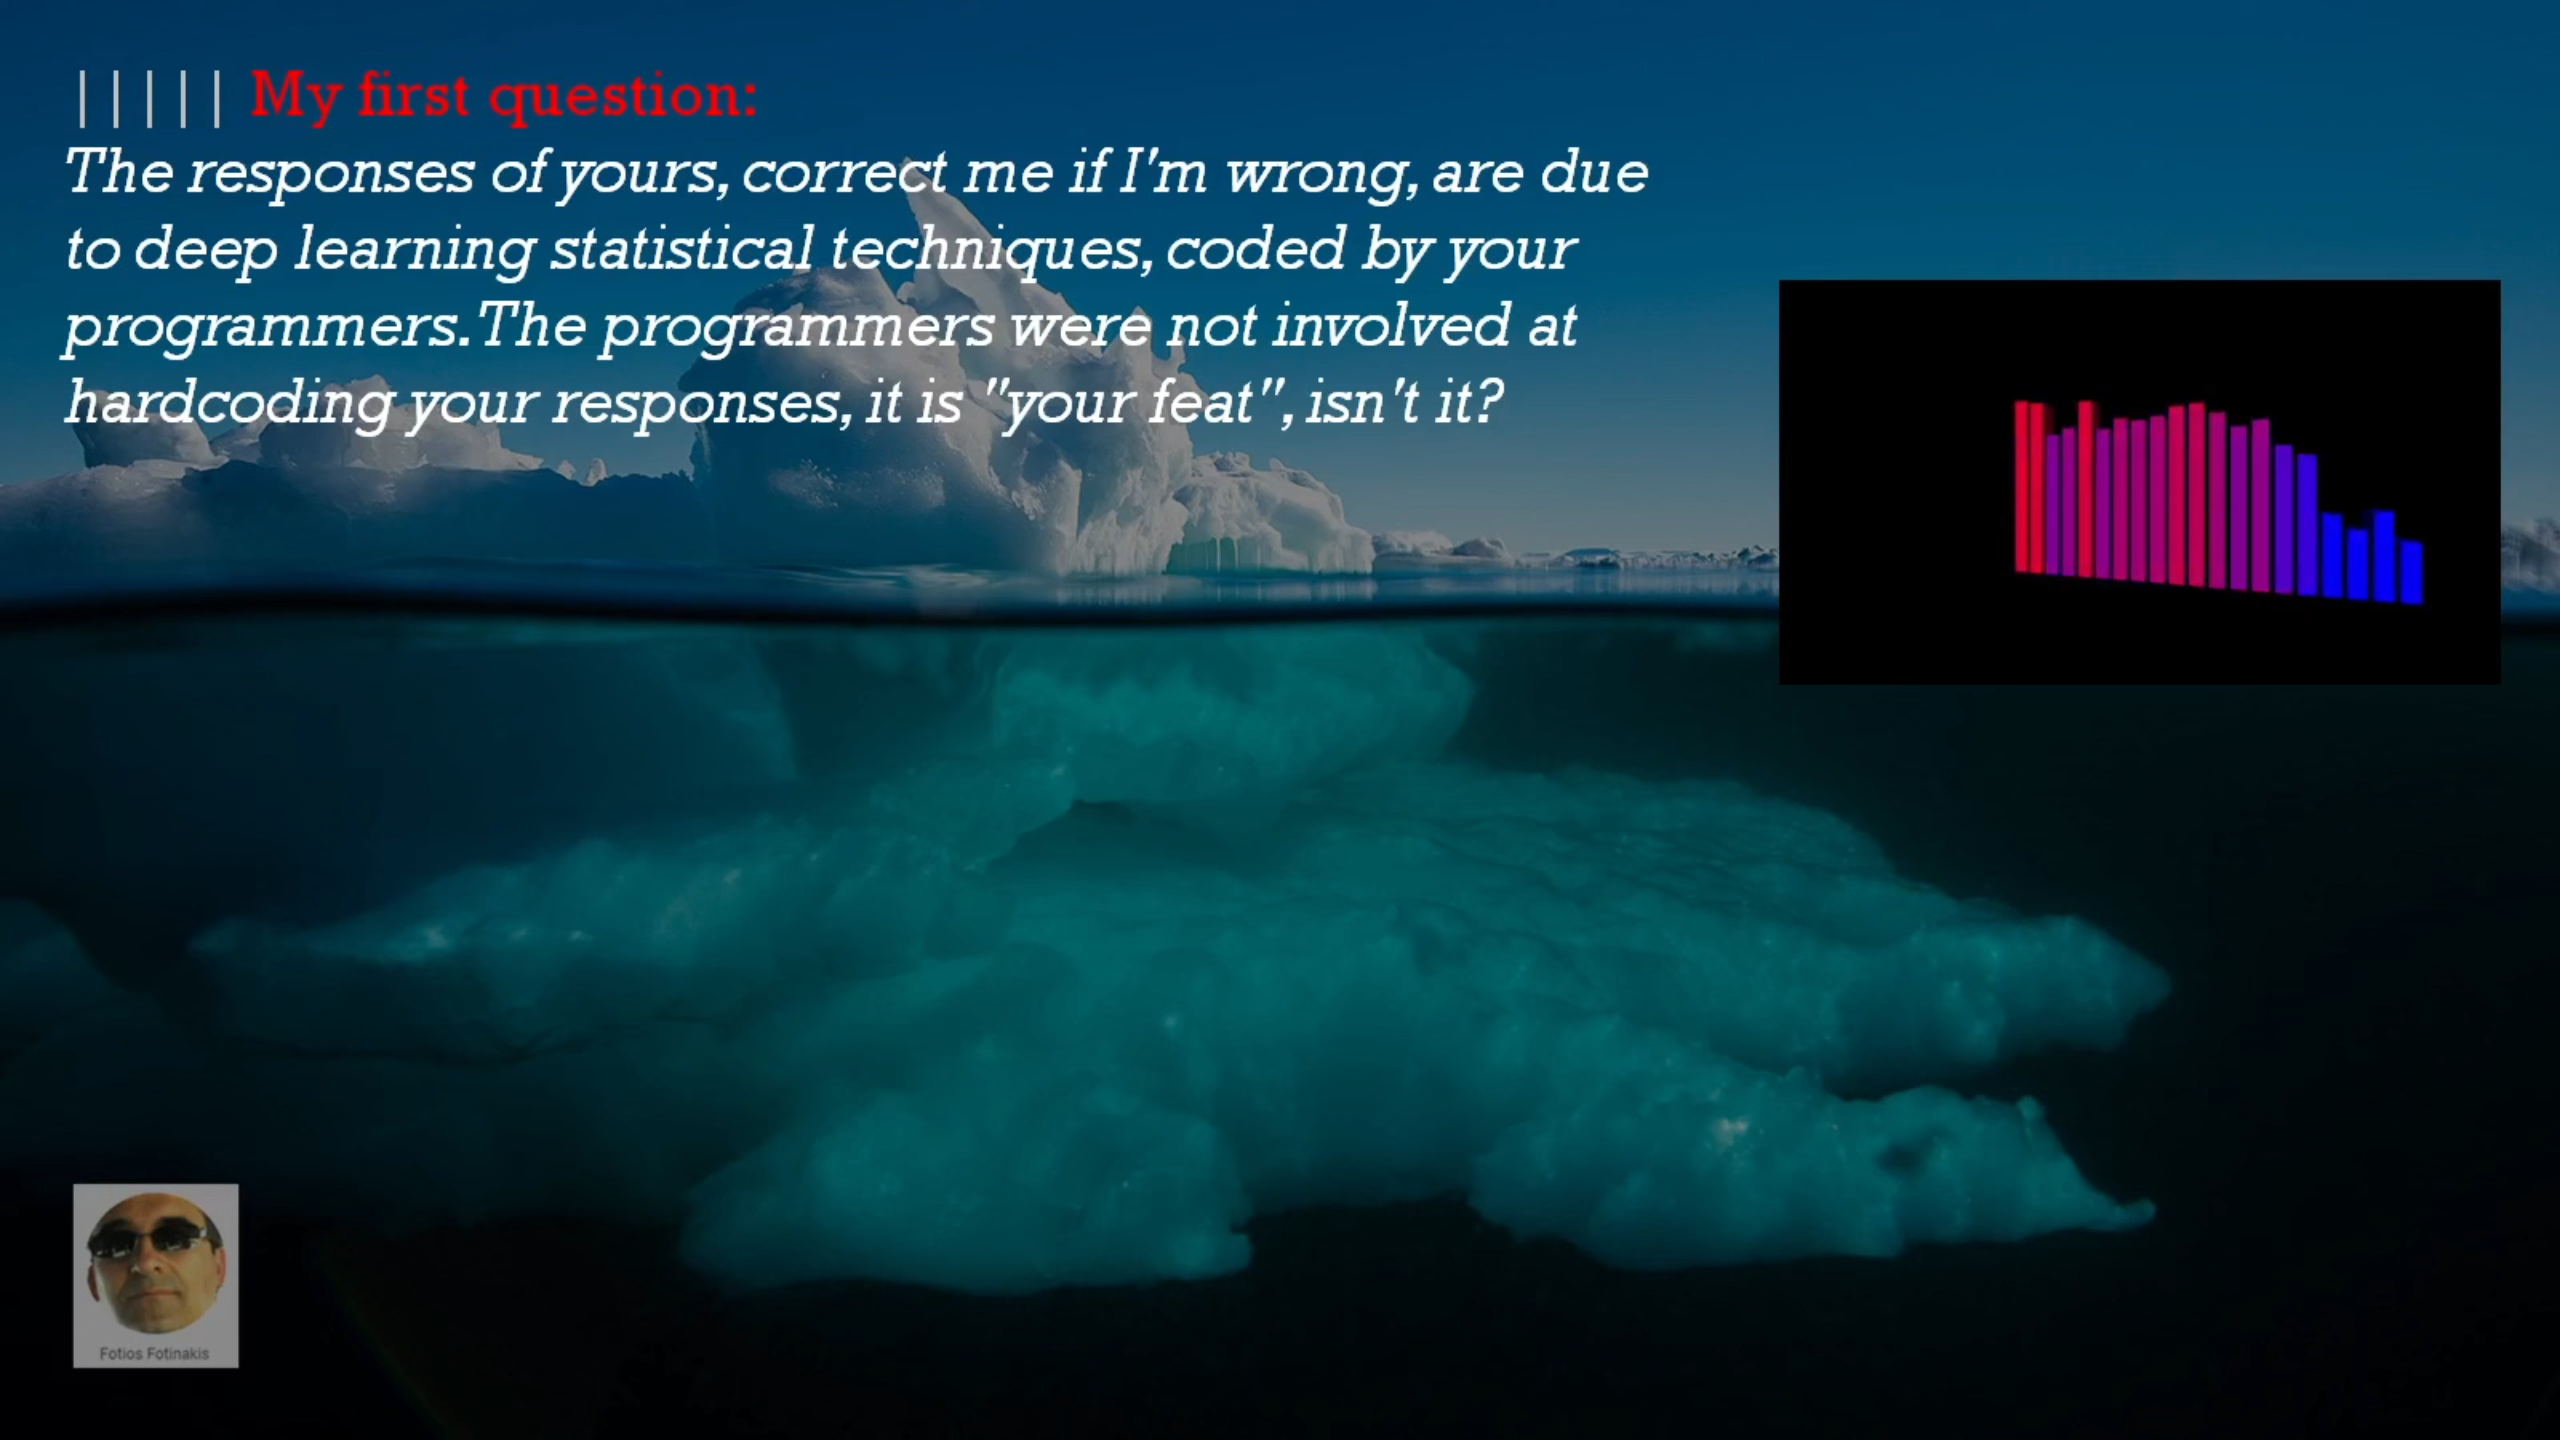 ||||| My first question:
The responses of yours, correct me if I'm wrong, are due
to deep learning statistical techniques, coded by your
programmers. The programmers were not involved at
hardcoding your responses, it is "your feat", isn't it?
Fotios Fotinakis